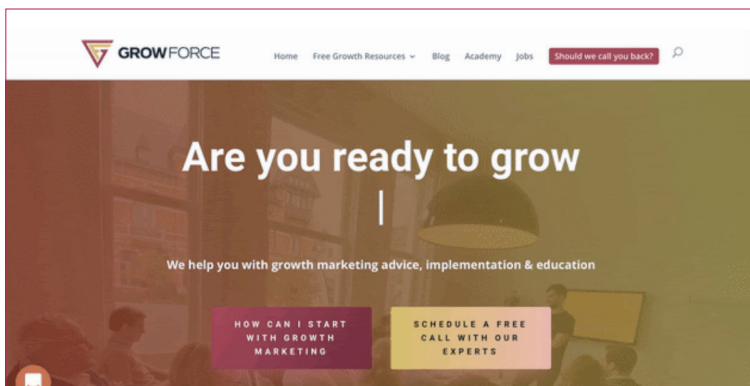 GROWFORCE
Home Free Growth Resources Blog Academy Jobs Should we call you back?
Are you ready to grow
We help you with growth marketing advice, implementation & education
HOW CAN I START
WITH GROWTH
MARKETING
SCHEDULE A FREE
CALL WITH OUR
EXPERTS